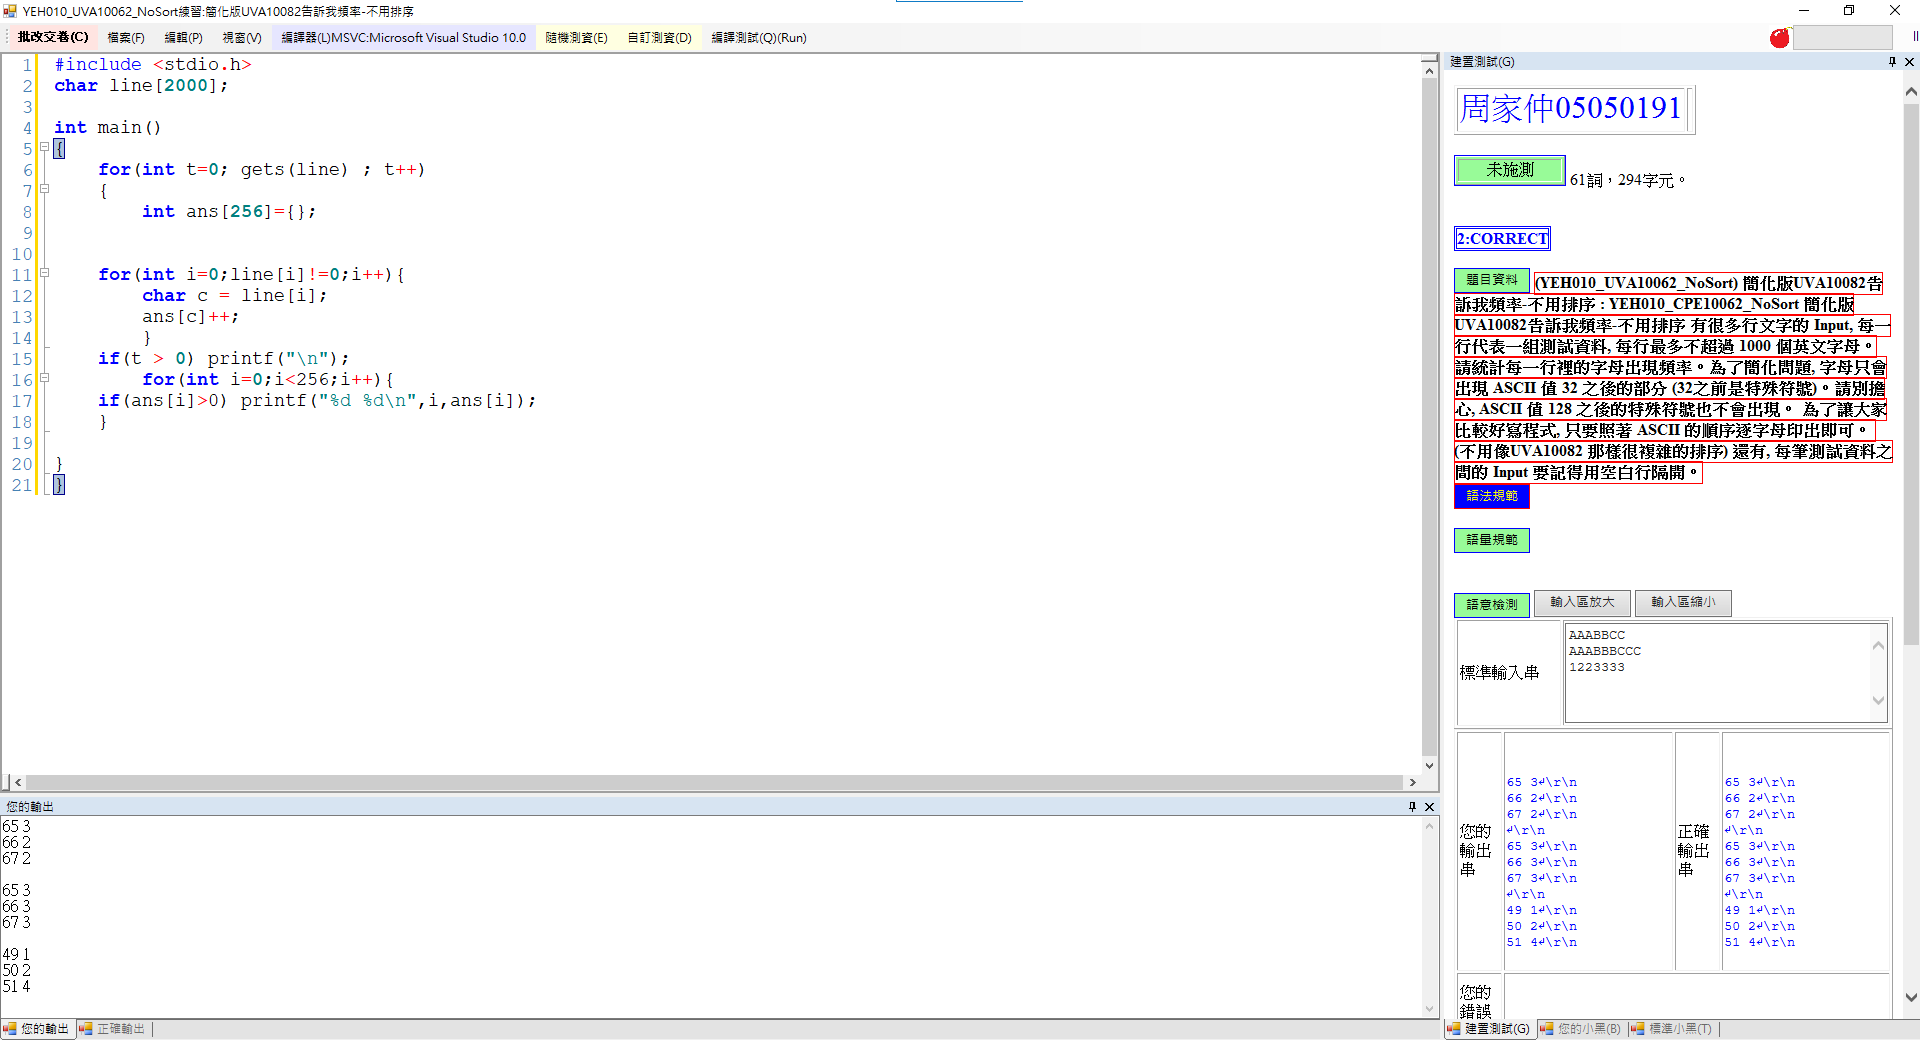 YEH010_UVA10062_NoSort練習:簡化版UVA10082告訴我頻率-不用排序
批改交卷(C) 檔案(F) 編輯(P) 視窗(V) 編譯器(L)MSVC:Microsoft Visual Studio 10.0 隨機測資(E) 自訂測資(D) 編譯測試(Q)(Run)
1 #include <stdio.h>
2 char line[2000];
3
4 int main()
5 {
6 for(int t=0; gets(line) ; t++)
7 {
8 int ans[256]={};
9
10
11 for(int i=0;line[i]!=0;i++){
12 char c = line[i];
13 ans[c]++;
14 }
15 if(t > 0) printf("\n");
16 for(int i=0;i<256;i++){
17 if(ans[i]>0) printf("%d %d\n",i,ans[i]);
18 }
19
20 }
21 }
您的輸出
65 3
66 2
67 2
65 3
66 3
67 3
49 1
50 2
51 4
您的輸出 正確輸出
建置測試(G)
周家仲05050191
未施測 61詞，294字元。
2:CORRECT
題目資料 (YEH010_UVA10062_NoSort) 簡化版UVA10082告
訴我頻率-不用排序 : YEH010_CPE10062_NoSort 簡化版
UVA10082告訴我頻率-不用排序 有很多行文字的 Input, 每一
行代表一組測試資料, 每行最多不超過 1000 個英文字母。
請統計每一行裡的字母出現頻率。為了簡化問題, 字母只會
出現 ASCII 值 32 之後的部分 (32之前是特殊符號)。請別擔
心, ASCII 值 128 之後的特殊符號也不會出現。 為了讓大家
比較好寫程式, 只要照著 ASCII 的順序逐字母印出即可。
(不用像UVA10082 那樣很複雜的排序) 還有, 每筆測試資料之
間的 Input 要記得用空白行隔開。
語法規範
語量規範
語意檢測 輸入區放大 輸入區縮小
標準輸入串
AAABBCC
AAABBBCCC
1223333
您的輸出串
65 3↲\r\n
66 2↲\r\n
67 2↲\r\n
↲\r\n
65 3↲\r\n
66 3↲\r\n
67 3↲\r\n
↲\r\n
49 1↲\r\n
50 2↲\r\n
51 4↲\r\n
正確輸出串
65 3↲\r\n
66 2↲\r\n
67 2↲\r\n
↲\r\n
65 3↲\r\n
66 3↲\r\n
67 3↲\r\n
↲\r\n
49 1↲\r\n
50 2↲\r\n
51 4↲\r\n
您的錯誤
建置測試(G) 您的小黑(B) 標準小黑(T)